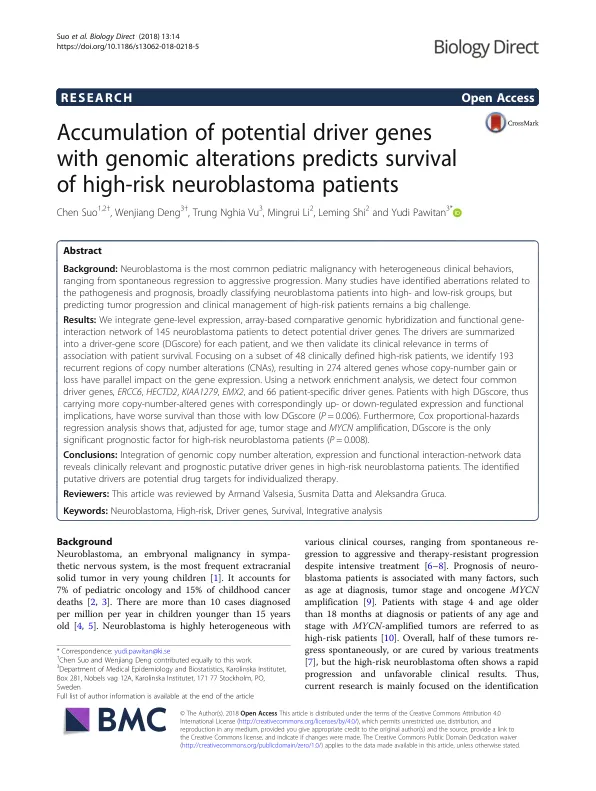 Suo et al. Biology Direct (2018) 13:14
https://doi.org/10.1186/s13062-018-0218-5
Biology Direct
RESEARCH
Open Access
CrossMark
Accumulation of potential driver genes
with genomic alterations predicts survival
of high-risk neuroblastoma patients
Chen Suo1,2†, Wenjiang Deng3†, Trung Nghia Vu3, Mingrui Li2, Leming Shi2 and Yudi Pawitan3*
Abstract
Background: Neuroblastoma is the most common pediatric malignancy with heterogeneous clinical behaviors,
ranging from spontaneous regression to aggressive progression. Many studies have identified aberrations related to
the pathogenesis and prognosis, broadly classifying neuroblastoma patients into high- and low-risk groups, but
predicting tumor progression and clinical management of high-risk patients remains a big challenge.
Results: We integrate gene-level expression, array-based comparative genomic hybridization and functional gene-
interaction network of 145 neuroblastoma patients to detect potential driver genes. The drivers are summarized
into a driver-gene score (DGscore) for each patient, and we then validate its clinical relevance in terms of
association with patient survival. Focusing on a subset of 48 clinically defined high-risk patients, we identify 193
recurrent regions of copy number alterations (CNAs), resulting in 274 altered genes whose copy-number gain or
loss have parallel impact on the gene expression. Using a network enrichment analysis, we detect four common
driver genes, ERCC6, HECTD2, KIAA1279, EMX2, and 66 patient-specific driver genes. Patients with high DGscore, thus
carrying more copy-number-altered genes with correspondingly up- or down-regulated expression and functional
implications, have worse survival than those with low DGscore (P = 0.006). Furthermore, Cox proportional-hazards
regression analysis shows that, adjusted for age, tumor stage and MYCN amplification, DGscore is the only
significant prognostic factor for high-risk neuroblastoma patients (P = 0.008).
Conclusions: Integration of genomic copy number alteration, expression and functional interaction-network data
reveals clinically relevant and prognostic putative driver genes in high-risk neuroblastoma patients. The identified
putative drivers are potential drug targets for individualized therapy.
Reviewers: This article was reviewed by Armand Valsesia, Susmita Datta and Aleksandra Gruca.
Keywords: Neuroblastoma, High-risk, Driver genes, Survival, Integrative analysis
Background
Neuroblastoma, an embryonal malignancy in sympa-
thetic nervous system, is the most frequent extracranial
solid tumor in very young children [1]. It accounts for
7% of pediatric oncology and 15% of childhood cancer
deaths [2, 3]. There are more than 10 cases diagnosed
per million per year in children younger than 15 years
old [4, 5]. Neuroblastoma is highly heterogeneous with
* Correspondence: yudi.pawitan@ki.se
†Chen Suo and Wenjiang Deng contributed equally to this work.
3Department of Medical Epidemiology and Biostatistics, Karolinska Institutet,
Box 281, Nobels vag 12A, Karolinska Institutet, 171 77 Stockholm, PO,
Sweden
Full list of author information is available at the end of the article
various clinical courses, ranging from spontaneous re-
gression to aggressive and therapy-resistant progression
despite intensive treatment [6–8]. Prognosis of neuro-
blastoma patients is associated with many factors, such
as age at diagnosis, tumor stage and oncogene MYCN
amplification [9]. Patients with stage 4 and age older
than 18 months at diagnosis or patients of any age and
stage with MYCN-amplified tumors are referred to as
high-risk patients [10]. Overall, half of these tumors re-
gress spontaneously, or are cured by various treatments
[7], but the high-risk neuroblastoma often shows a rapid
progression and unfavorable clinical results. Thus,
current research is mainly focused on the identification
BMC
© The Author(s). 2018 Open Access This article is distributed under the terms of the Creative Commons Attribution 4.0
International License (http://creativecommons.org/licenses/by/4.0/), which permits unrestricted use, distribution, and
reproduction in any medium, provided you give appropriate credit to the original author(s) and the source, provide a link to
the Creative Commons license, and indicate if changes were made. The Creative Commons Public Domain Dedication waiver
(http://creativecommons.org/publicdomain/zero/1.0/) applies to the data made available in this article, unless otherwise stated.